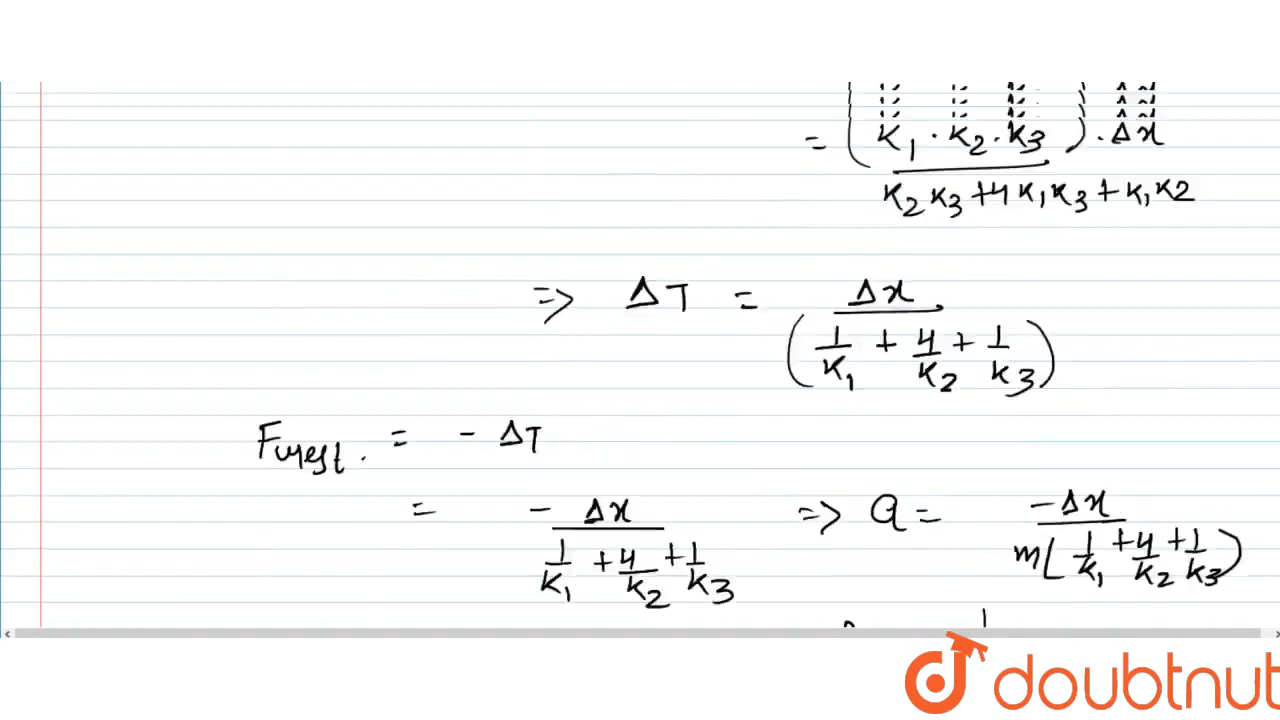 = (K1 . K2 . K3) . Δx
K2 K3 + 4 K1 K3 + K1 K2
=> ΔT = Δx
(1/K1 + 4/K2 + 1/K3)
Furest. = - ΔT
= - Δx / (1/K1 + 4/K2 + 1/K3) => a = -Δx / m(1/K1 + 4/K2 + 1/K3)
doubtnut